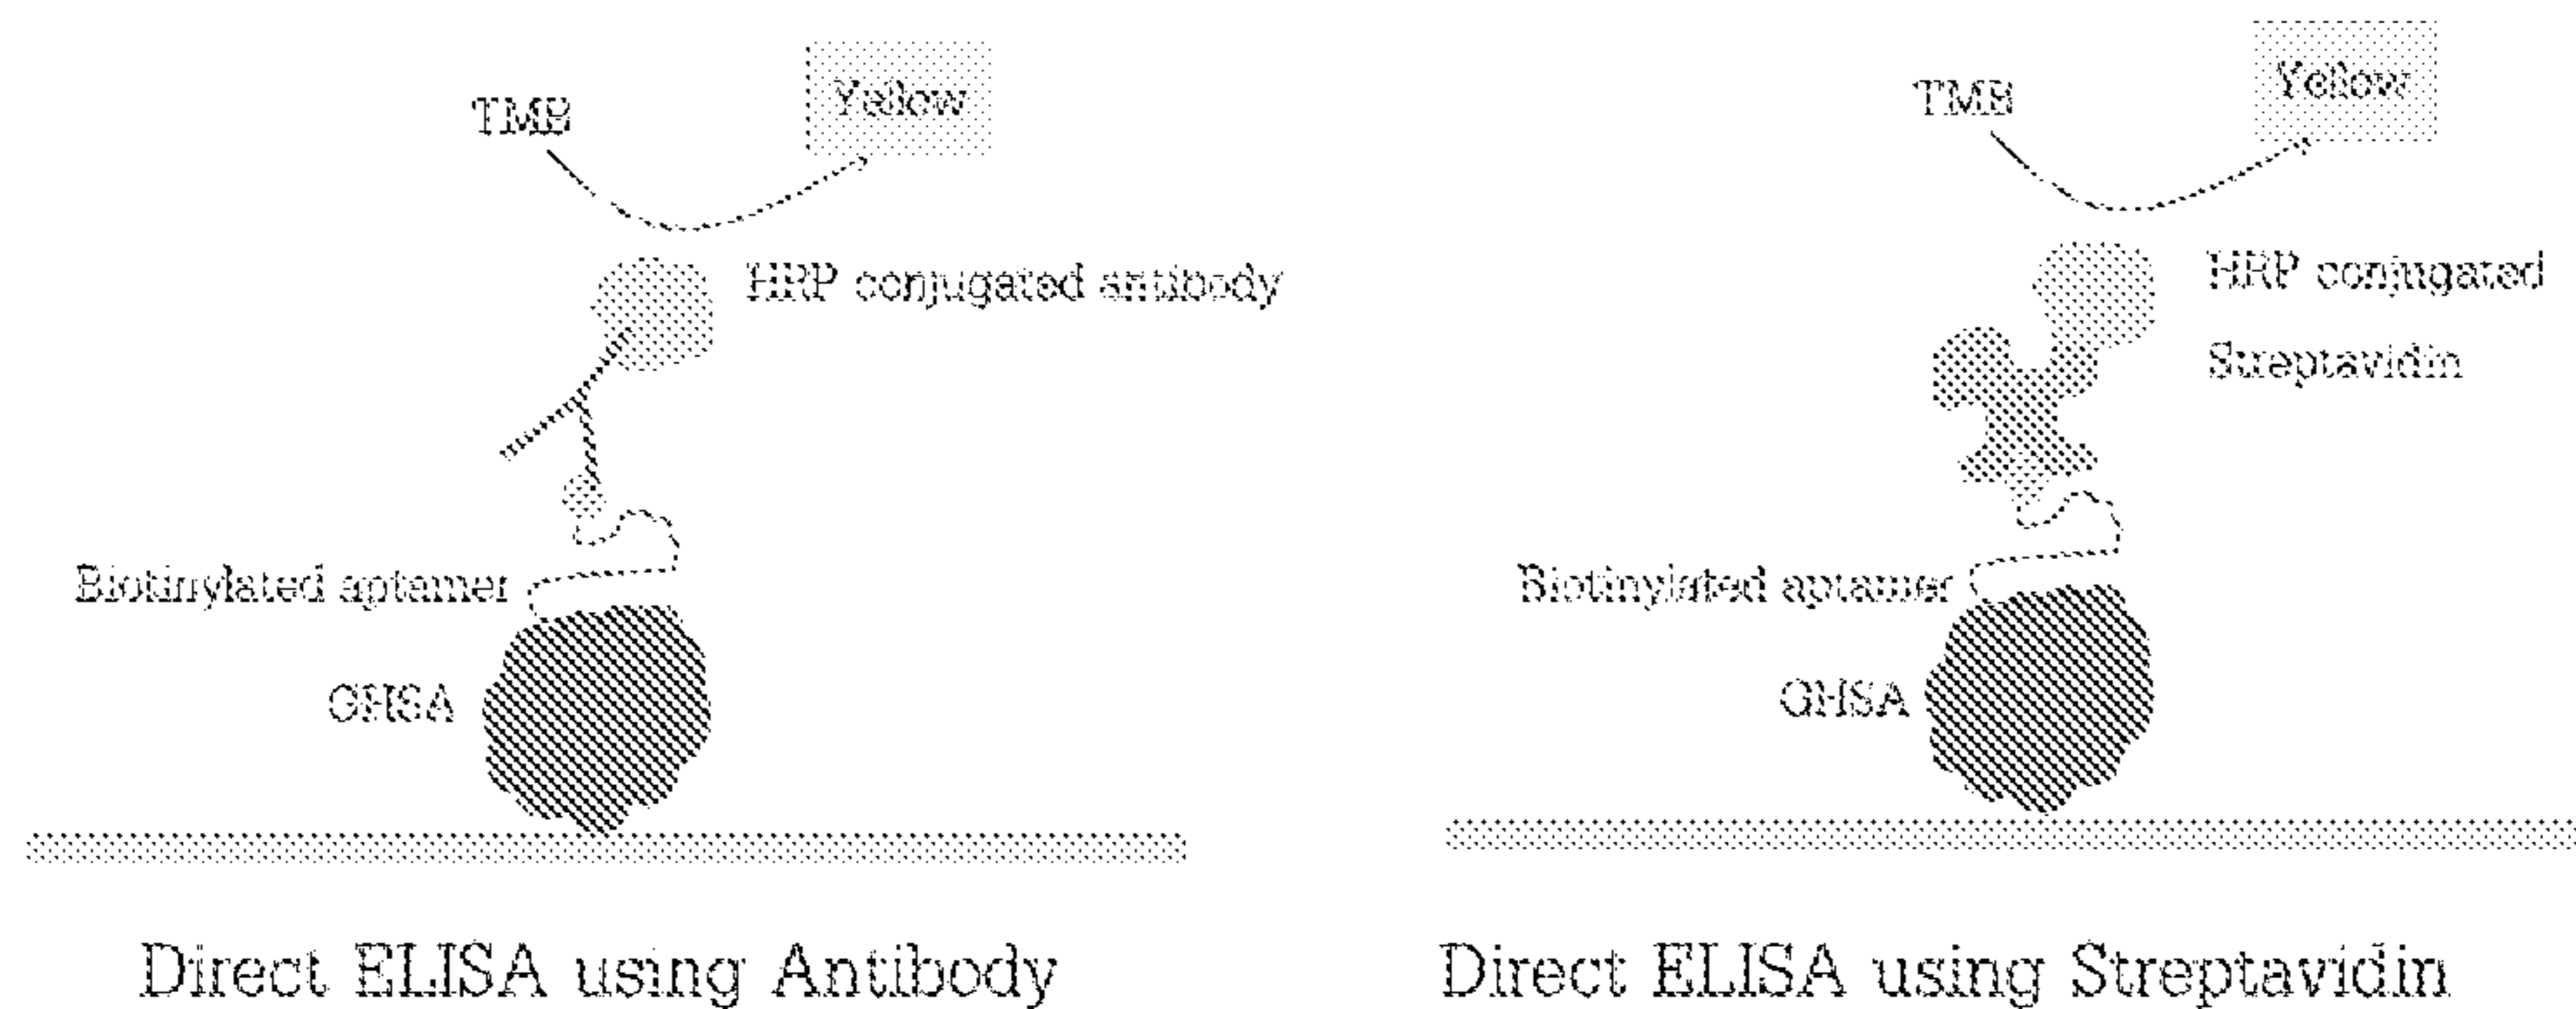 TMB
Yellow
HRP conjugated antibody
Biotinylated aptamer
GHSA
Direct ELISA using Antibody
TMB
Yellow
HRP conjugated
Streptavidin
Biotinylated aptamer
GHSA
Direct ELISA using Streptavidin